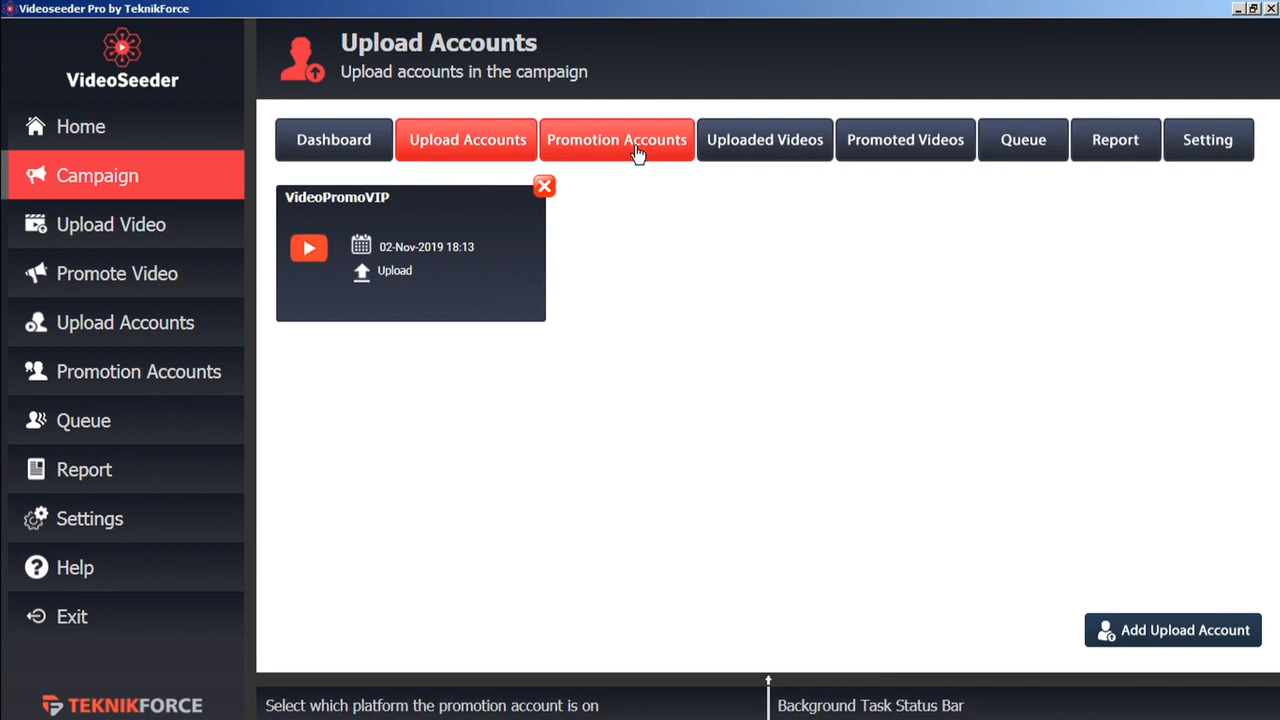 Videoseeder Pro by TeknikForce
VideoSeeder
Home
Campaign
Upload Video
Promote Video
Upload Accounts
Promotion Accounts
Queue
Report
Settings
Help
Exit
TEKNIKFORCE
Upload Accounts
Upload accounts in the campaign
Dashboard
Upload Accounts
Promotion Accounts
Uploaded Videos
Promoted Videos
Queue
Report
Setting
VideoPromoVIP
02-Nov-2019 18:13
Upload
Add Upload Account
Select which platform the promotion account is on
Background Task Status Bar